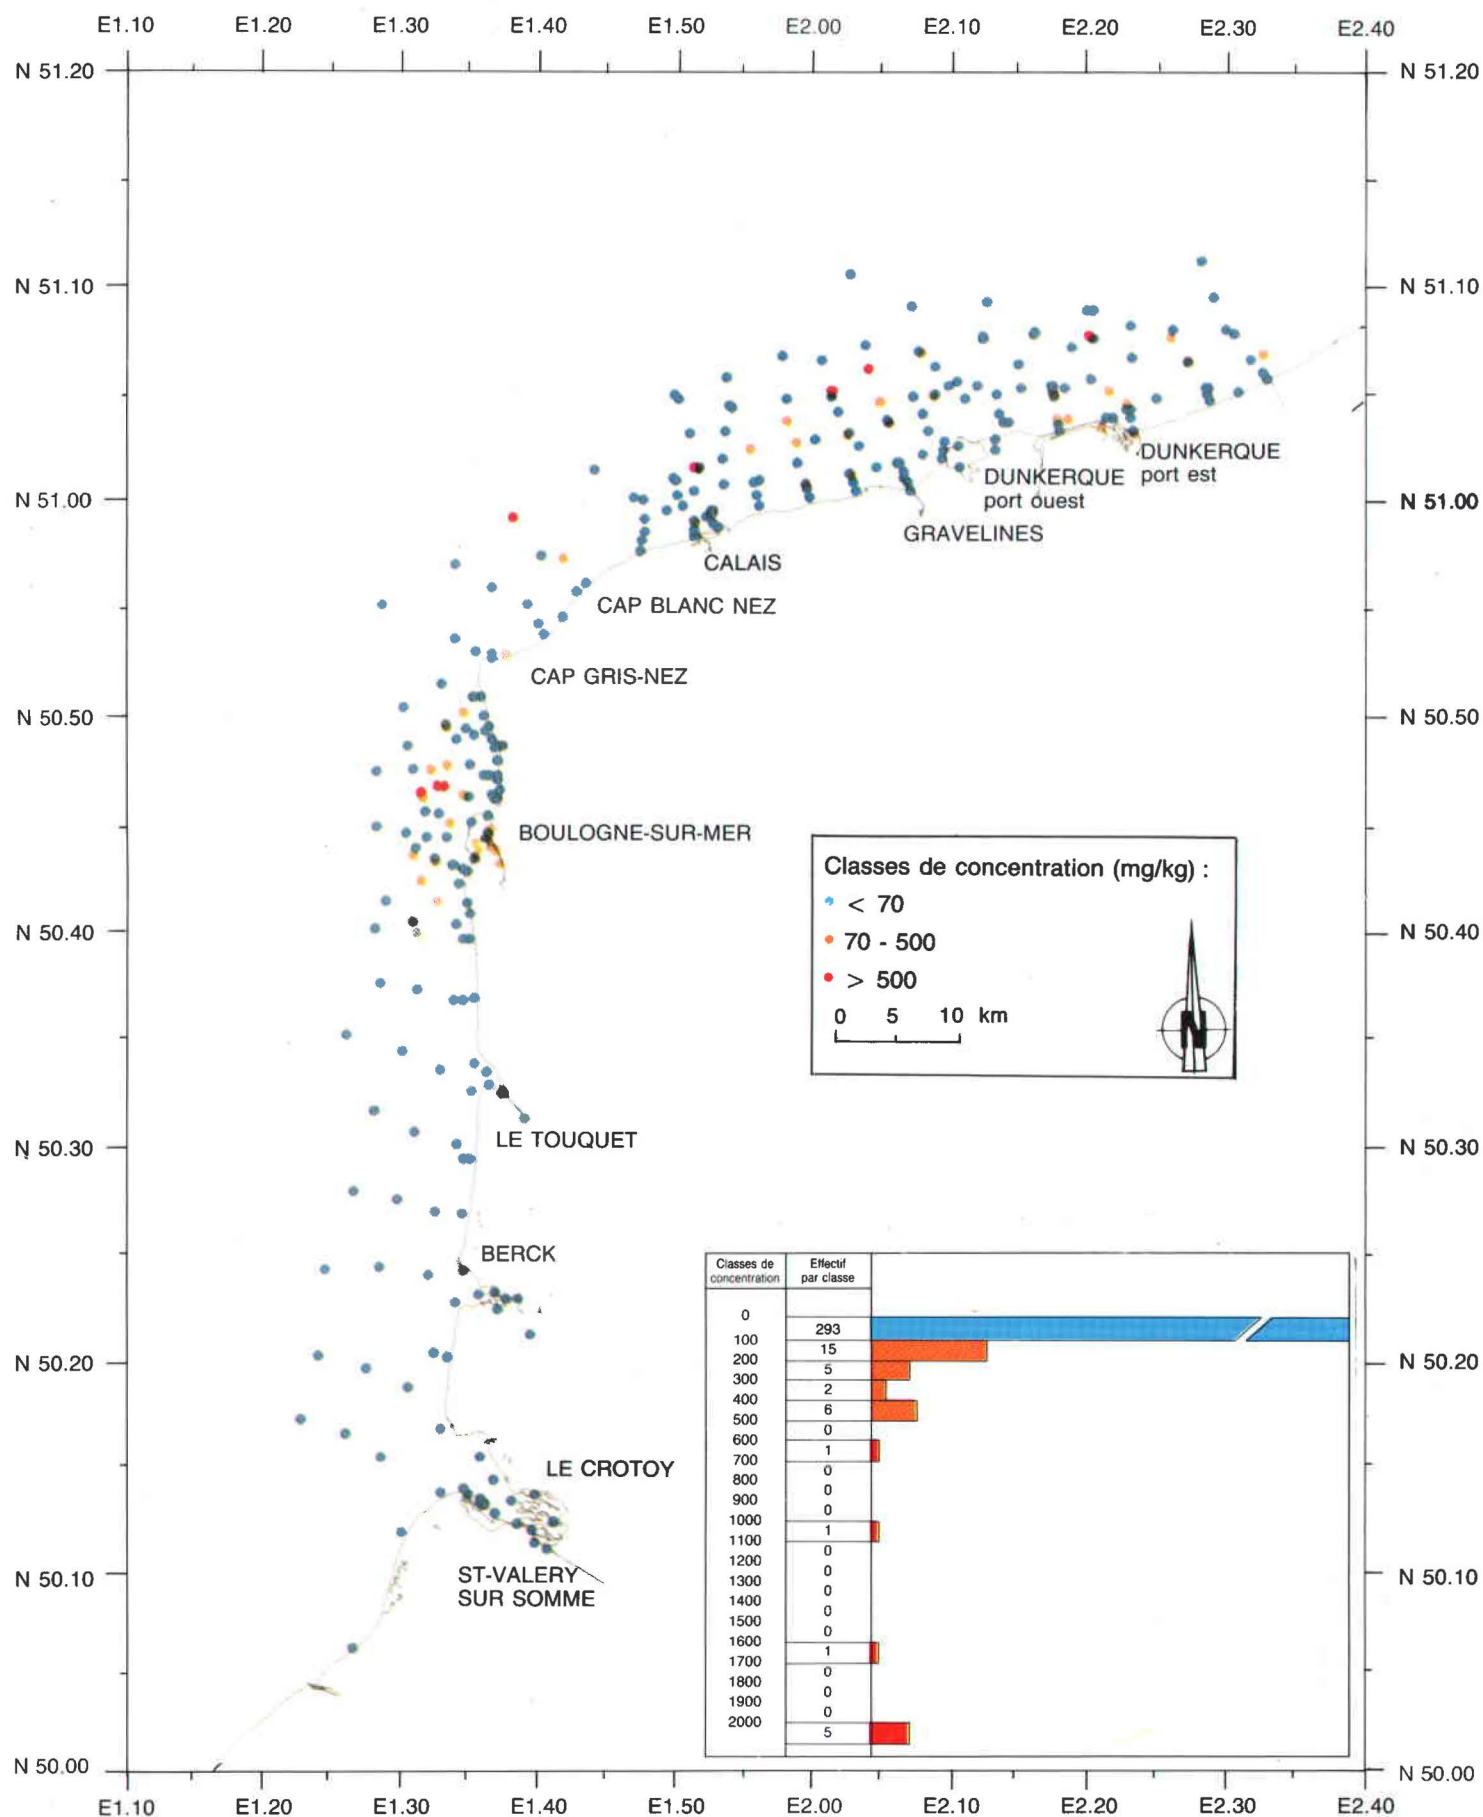 E1.10 E1.20 E1.30 E1.40 E1.50 E2.00 E2.10 E2.20 E2.30 E2.40
N 51.20 N 51.20
N 51.10 N 51.10
DUNKERQUE
port est
DUNKERQUE
port ouest
N 51.00 N 51.00
GRAVELINES
CALAIS
CAP BLANC NEZ
CAP GRIS-NEZ
N 50.50 N 50.50
BOULOGNE-SUR-MER
Classes de concentration (mg/kg) :
< 70
70 - 500
> 500
0 5 10 km
N
N 50.40 N 50.40
LE TOUQUET
N 50.30 N 50.30
BERCK
Classes de concentration
Effectif par classe
0
293
100
15
200
5
300
2
400
6
500
0
600
1
700
0
800
0
900
0
1000
1
1100
0
1200
0
1300
0
1400
0
1500
0
1600
1
1700
0
1800
0
1900
0
2000
5
N 50.20 N 50.20
LE CROTOY
ST-VALERY
SUR SOMME
N 50.10 N 50.10
N 50.00 N 50.00
E1.10 E1.20 E1.30 E1.40 E1.50 E2.00 E2.10 E2.20 E2.30 E2.40